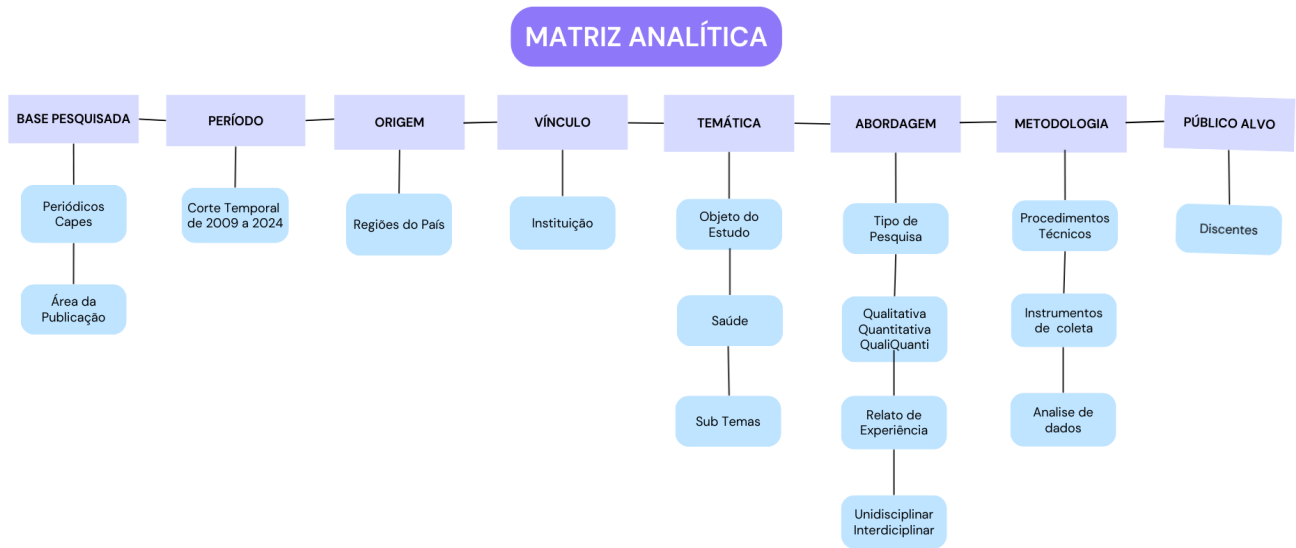 MATRIZ ANALÍTICA
BASE PESQUISADA
PERÍODO
ORIGEM
VÍNCULO
TEMÁTICA
ABORDAGEM
METODOLOGIA
PÚBLICO ALVO
Periódicos
Capes
Área da
Publicação
Corte Temporal
de 2009 a 2024
Regiões do País
Instituição
Objeto do
Estudo
Saúde
Sub Temas
Tipo de
Pesquisa
Qualitativa
Quantitativa
QualiQuanti
Relato de
Experiência
Unidisciplinar
Interdiciplinar
Procedimentos
Técnicos
Instrumentos
de coleta
Analise de
dados
Discentes